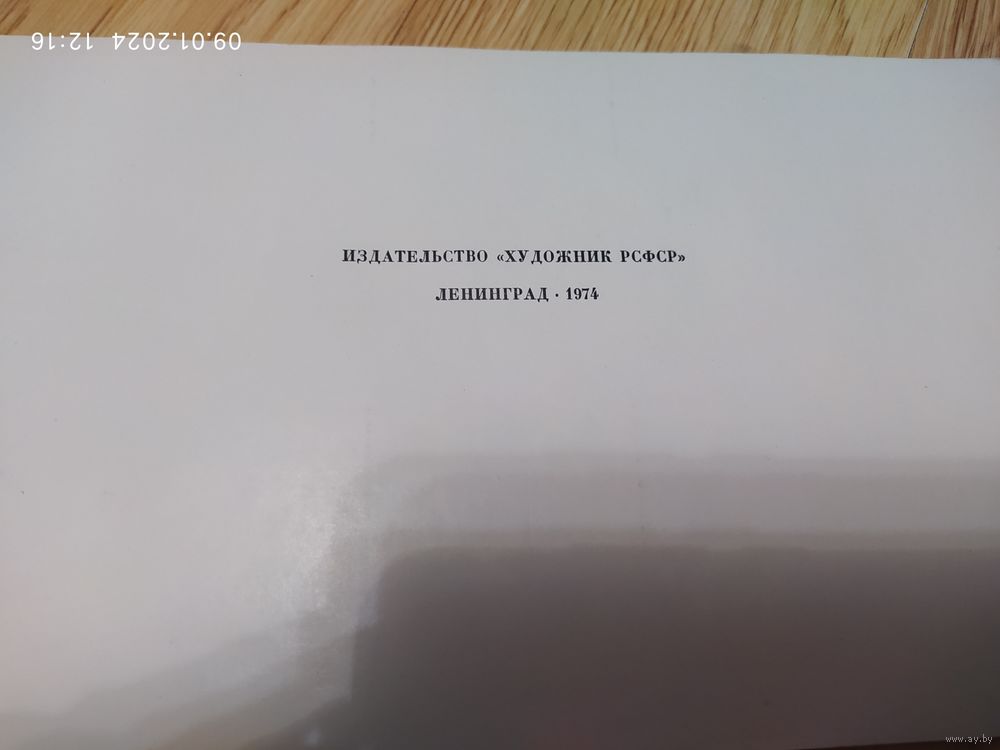 09.01.2024 12:16
ИЗДАТЕЛЬСТВО «ХУДОЖНИК РСФСР»
ЛЕНИНГРАД · 1974
www.ay.by